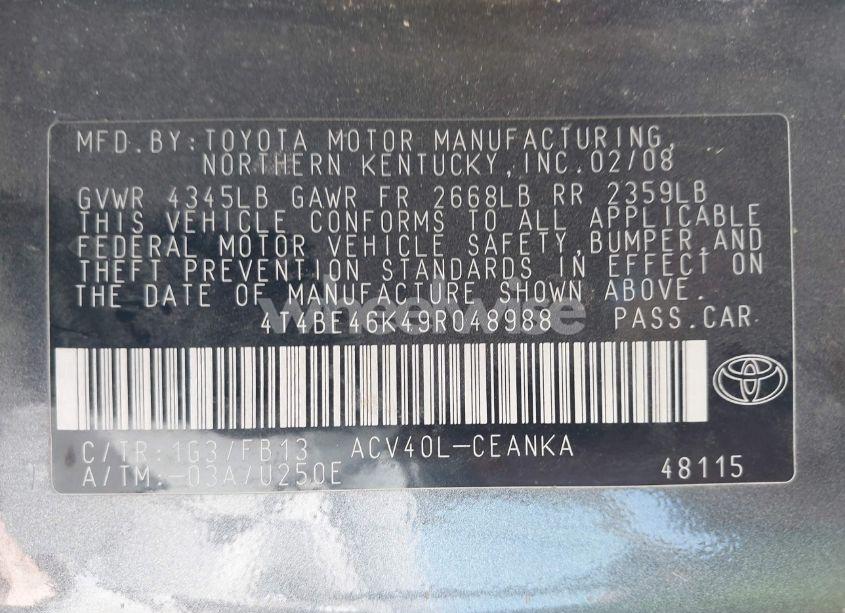 MFD.BY:TOYOTA MOTOR MANUFACTURING,
NORTHERN KENTUCKY,INC.02/08
GVWR 4345LB GAWR FR 2668LB RR 2359LB
THIS VEHICLE CONFORMS TO ALL APPLICABLE
FEDERAL MOTOR VEHICLE SAFETY,BUMPER,AND
THEFT PREVENTION STANDARDS IN EFFECT ON
THE DATE OF MANUFACTURE SHOWN ABOVE.
4T4BE46K49R048988 PASS.CAR
wheelwise
C/TR:1G3/FB13 ACV40L-CEANKA
A/TM:-03A/U250E 48115